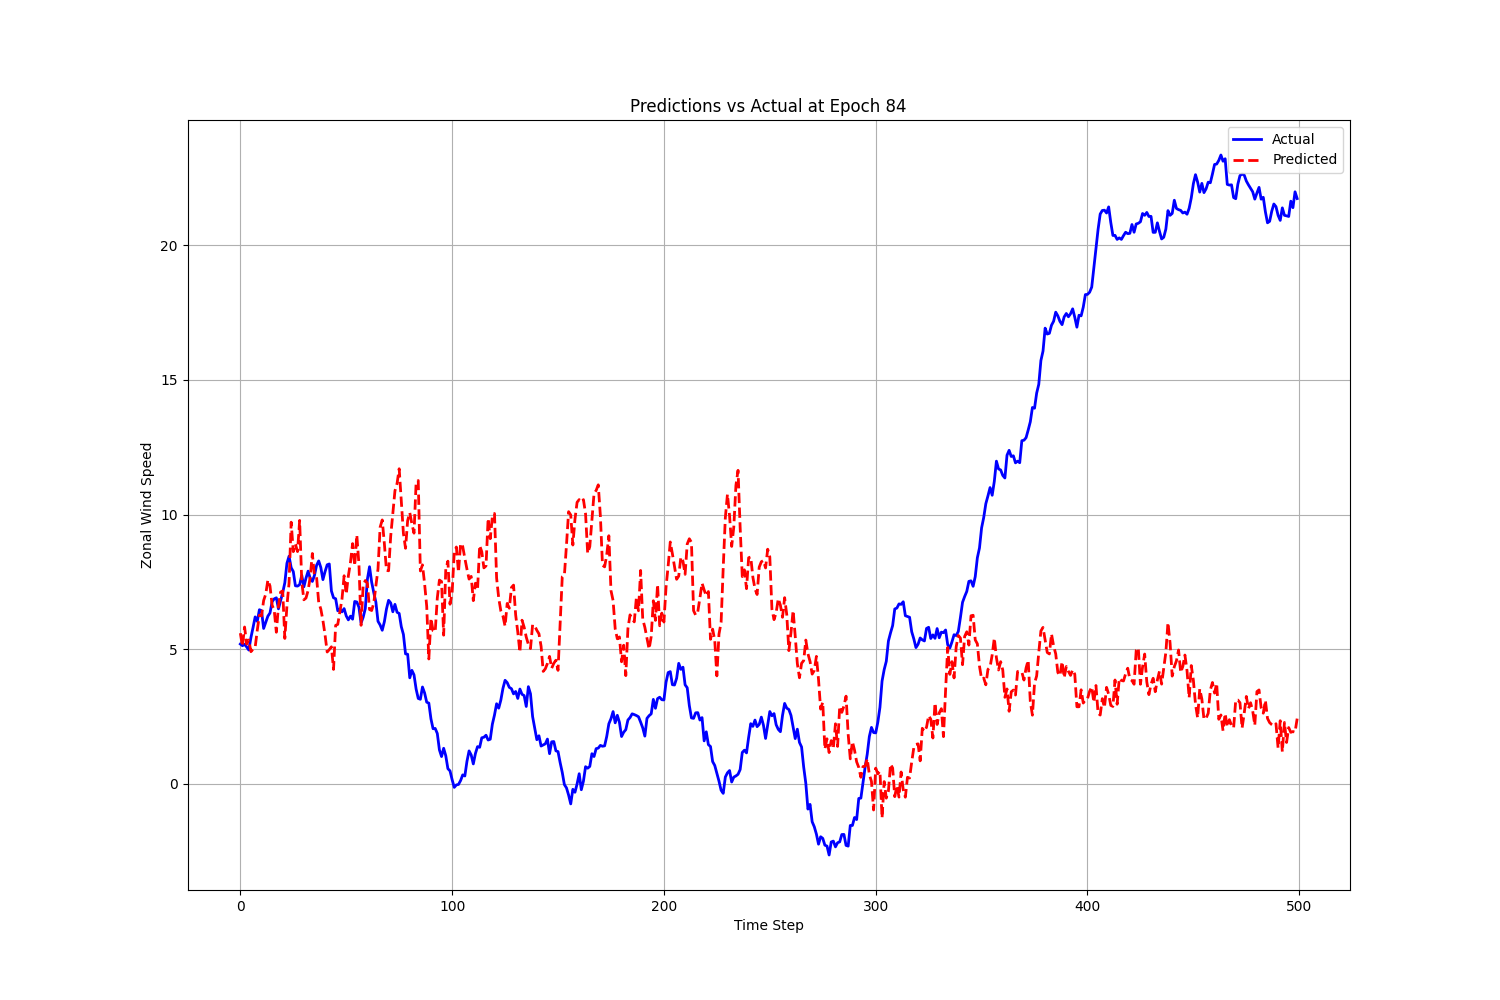 Predictions vs Actual at Epoch 84
Actual
Predicted
20
15
10
5
0
Zonal Wind Speed
0 100 200 300 400 500
Time Step